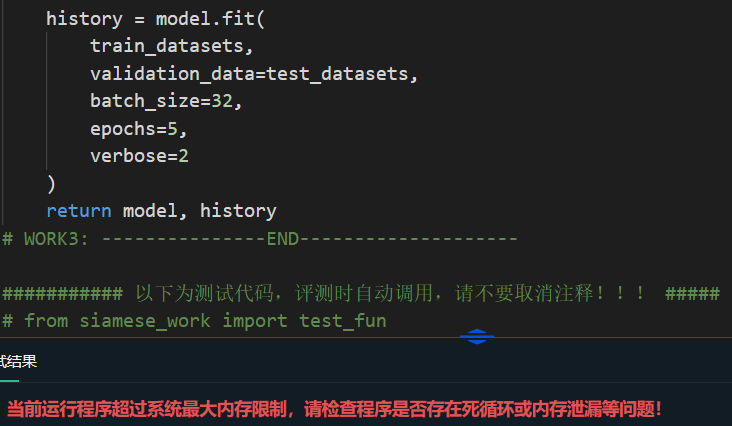 history = model.fit(
train_datasets,
validation_data=test_datasets,
batch_size=32,
epochs=5,
verbose=2
)
return model, history
# WORK3: ---------------END--------------------
########### 以下为测试代码，评测时自动调用，请不要取消注释！！！ #####
# from siamese_work import test_fun
试结果
当前运行程序超过系统最大内存限制，请检查程序是否存在死循环或内存泄漏等问题！